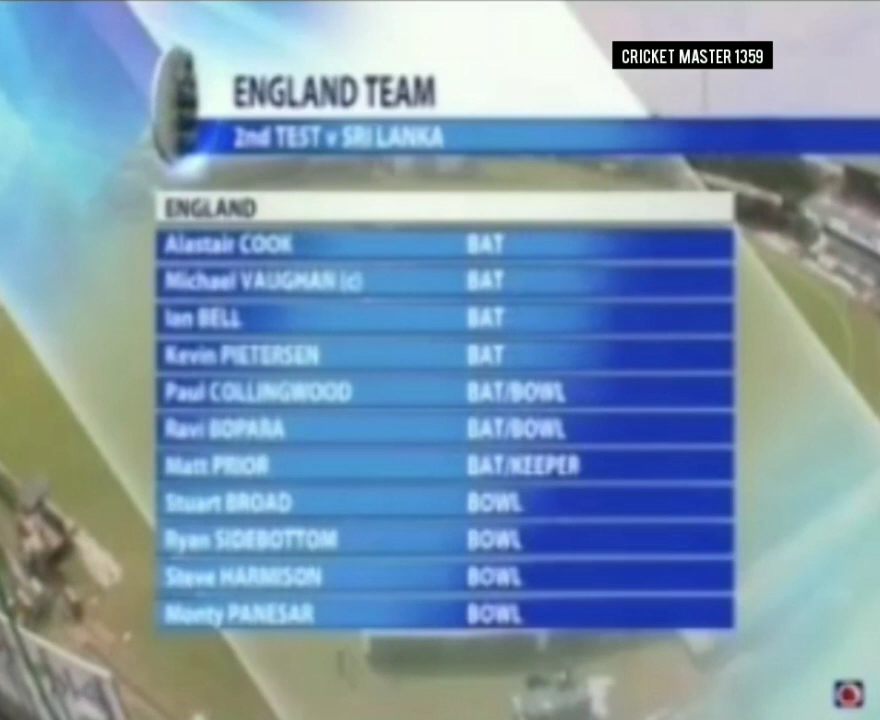 CRICKET MASTER 1359
ENGLAND TEAM
2nd TEST v SRI LANKA
ENGLAND
Alastair COOK BAT
Michael VAUGHAN (c) BAT
Ian BELL BAT
Kevin PIETERSEN BAT
Paul COLLINGWOOD BAT/BOWL
Ravi BOPARA BAT/BOWL
Matt PRIOR BAT/KEEPER
Stuart BROAD BOWL
Ryan SIDEBOTTOM BOWL
Steve HARMISON BOWL
Monty PANESAR BOWL